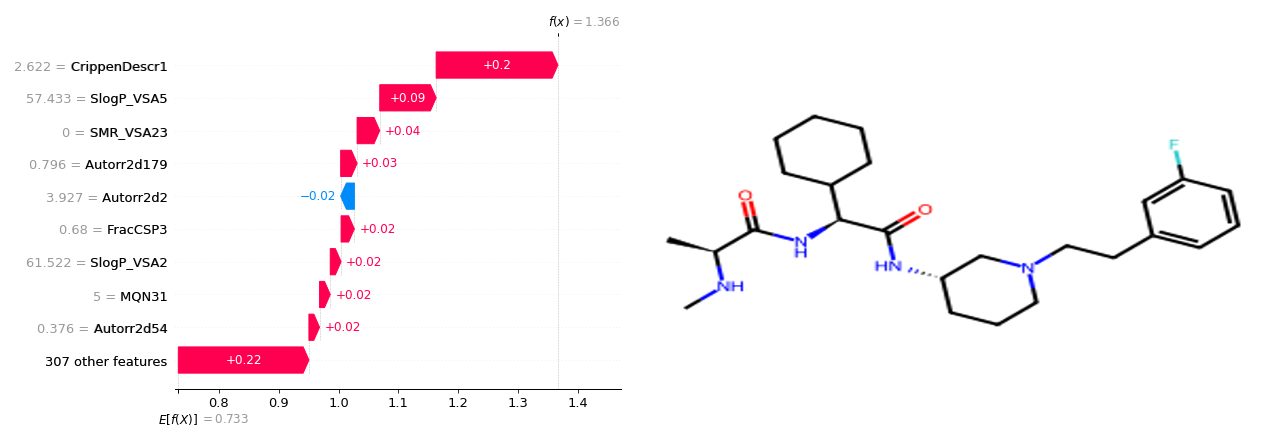 f(x) = 1.366
2.622 = CrippenDescr1
+0.2
57.433 = SlogP_VSA5
+0.09
0 = SMR_VSA23
+0.04
0.796 = Autorr2d179
+0.03
3.927 = Autorr2d2
−0.02
0.68 = FracCSP3
+0.02
61.522 = SlogP_VSA2
+0.02
5 = MQN31
+0.02
0.376 = Autorr2d54
+0.02
307 other features
+0.22
0.8 0.9 1.0 1.1 1.2 1.3 1.4
E[f(X)] = 0.733
F
O
O
N
H
HN
N
NH